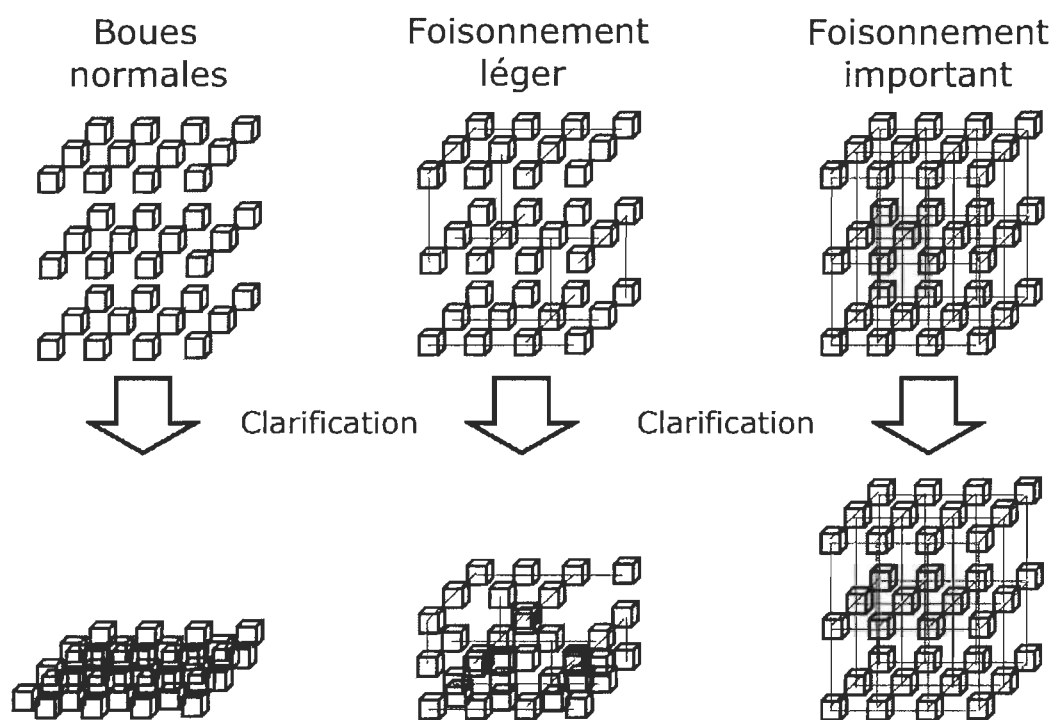 Boues
normales
Foisonnement
léger
Foisonnement
important
Clarification
Clarification